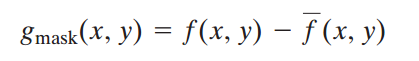 g_mask(x, y) = f(x, y) − f̅(x, y)